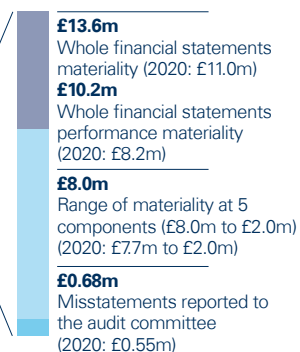 £13.6m
Whole financial statements
materiality (2020: £11.0m)
£10.2m
Whole financial statements
performance materiality
(2020: £8.2m)
£8.0m
Range of materiality at 5
components (£8.0m to £2.0m)
(2020: £7.7m to £2.0m)
£0.68m
Misstatements reported to
the audit committee
(2020: £0.55m)